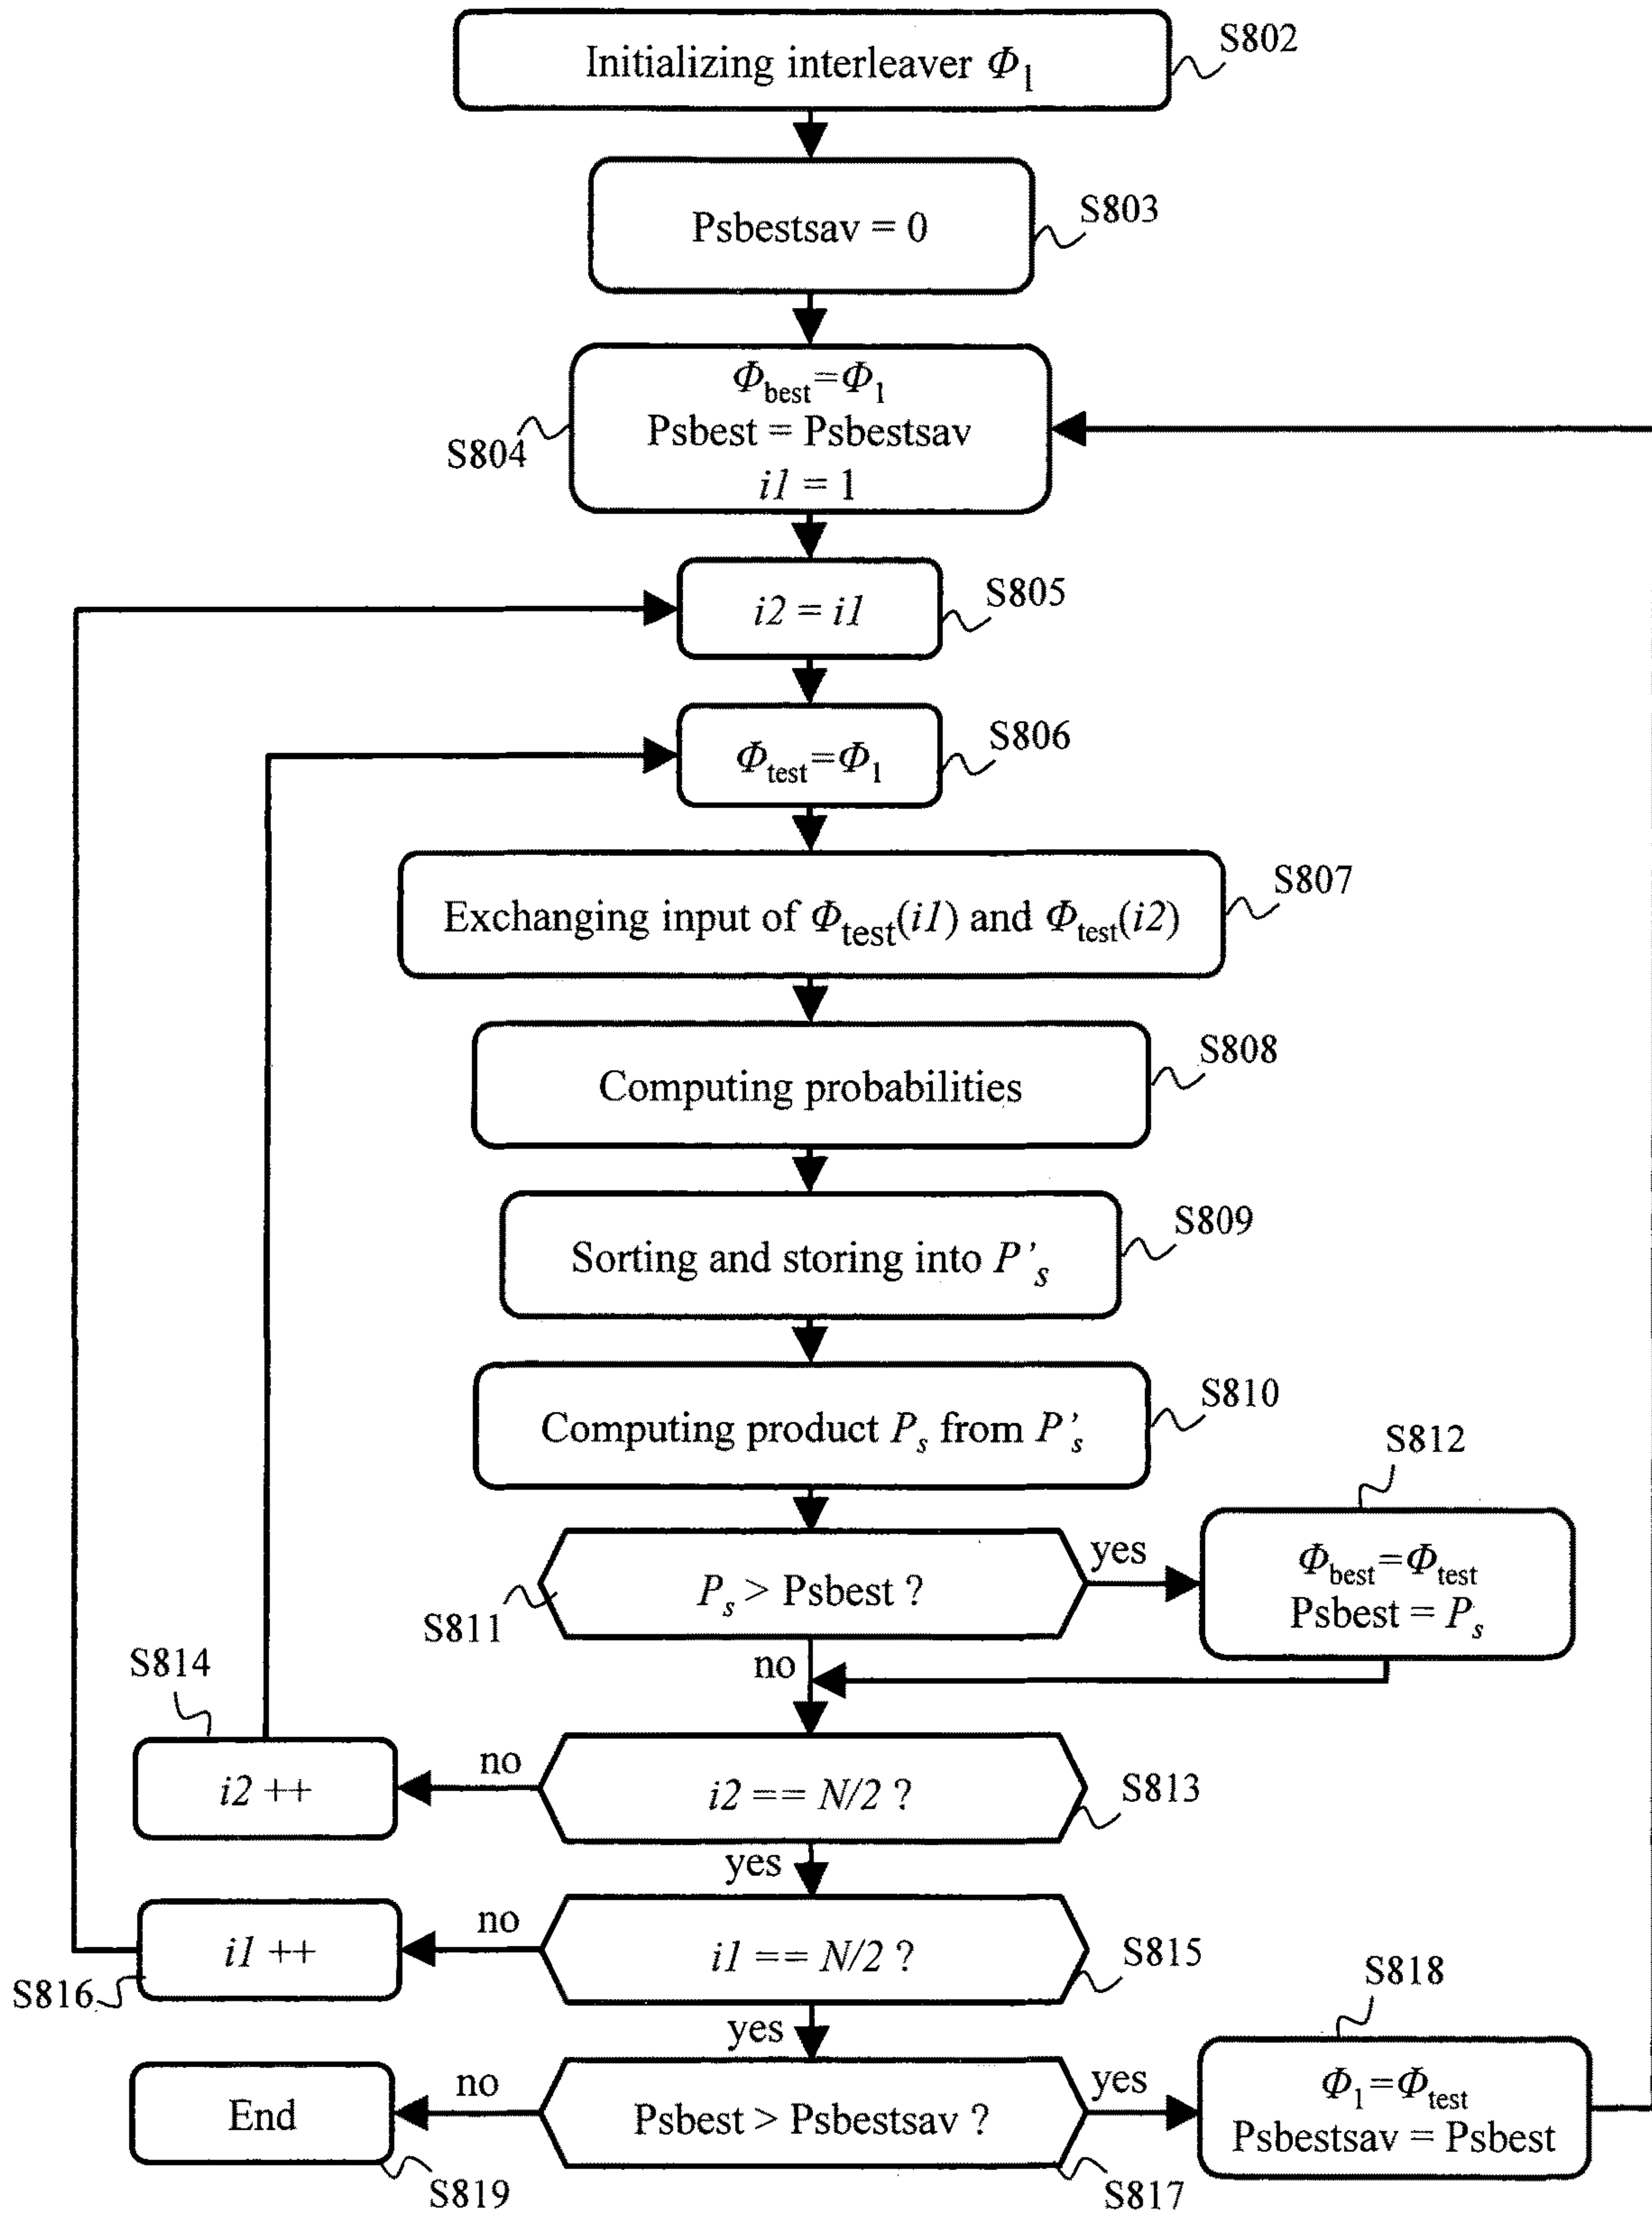 Initializing interleaver Φ1
S802
Psbestsav = 0
S803
Φbest=Φ1
Psbest = Psbestsav
i1 = 1
S804
i2 = i1
S805
Φtest=Φ1
S806
Exchanging input of Φtest(i1) and Φtest(i2)
S807
Computing probabilities
S808
Sorting and storing into P's
S809
Computing product Ps from P's
S810
Ps > Psbest ?
S811
yes
no
S812
Φbest=Φtest
Psbest = Ps
i2 == N/2 ?
S813
no
yes
S814
i2 ++
i1 == N/2 ?
S815
no
yes
i1 ++
S816
Psbest > Psbestsav ?
S817
no
yes
S818
Φ1=Φtest
Psbestsav = Psbest
End
S819